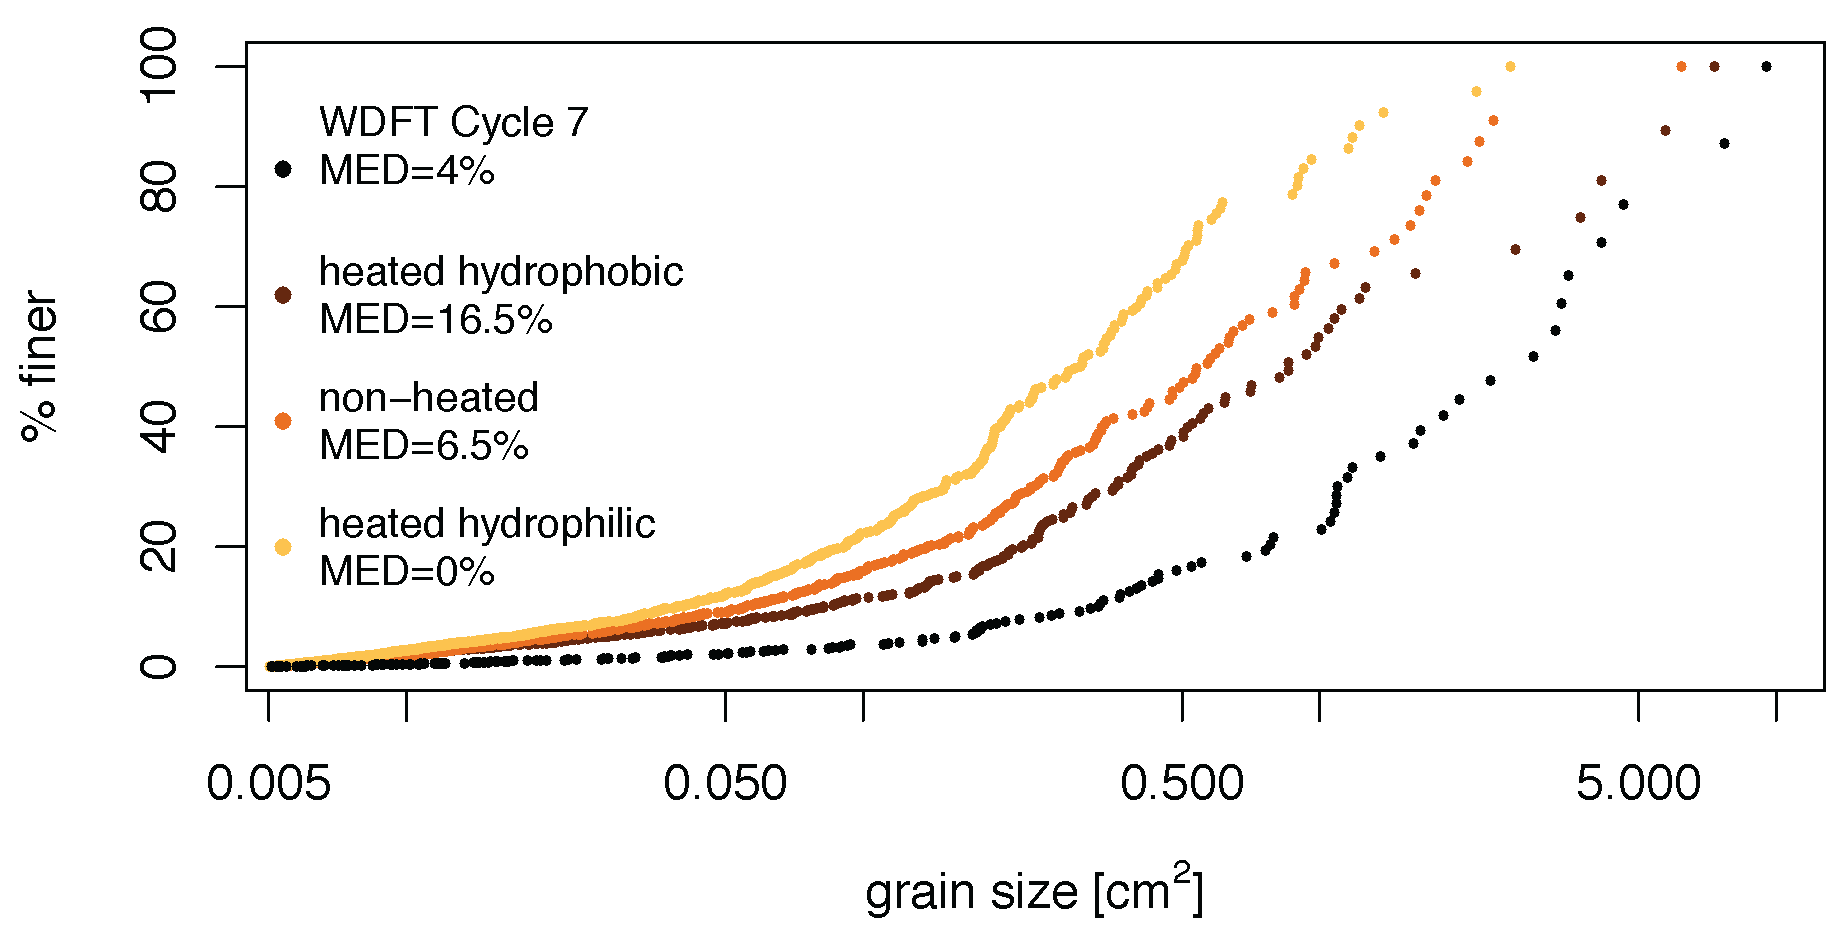 100
80
60
40
20
0
% finer
WDFT Cycle 7
MED=4%
heated hydrophobic
MED=16.5%
non−heated
MED=6.5%
heated hydrophilic
MED=0%
0.005 0.050 0.500 5.000
grain size [cm²]